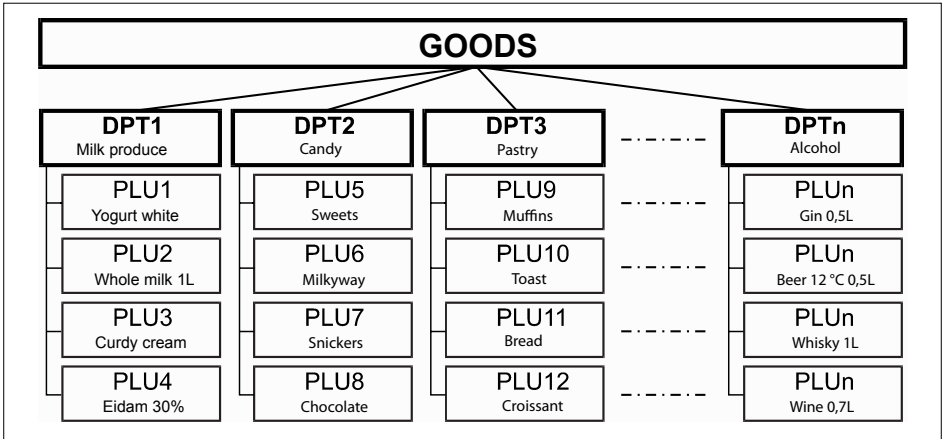 GOODS
DPT1
Milk produce
PLU1
Yogurt white
PLU2
Whole milk 1L
PLU3
Curdy cream
PLU4
Eidam 30%
DPT2
Candy
PLU5
Sweets
PLU6
Milkyway
PLU7
Snickers
PLU8
Chocolate
DPT3
Pastry
PLU9
Muffins
PLU10
Toast
PLU11
Bread
PLU12
Croissant
DPTn
Alcohol
PLUn
Gin 0,5L
PLUn
Beer 12 °C 0,5L
PLUn
Whisky 1L
PLUn
Wine 0,7L